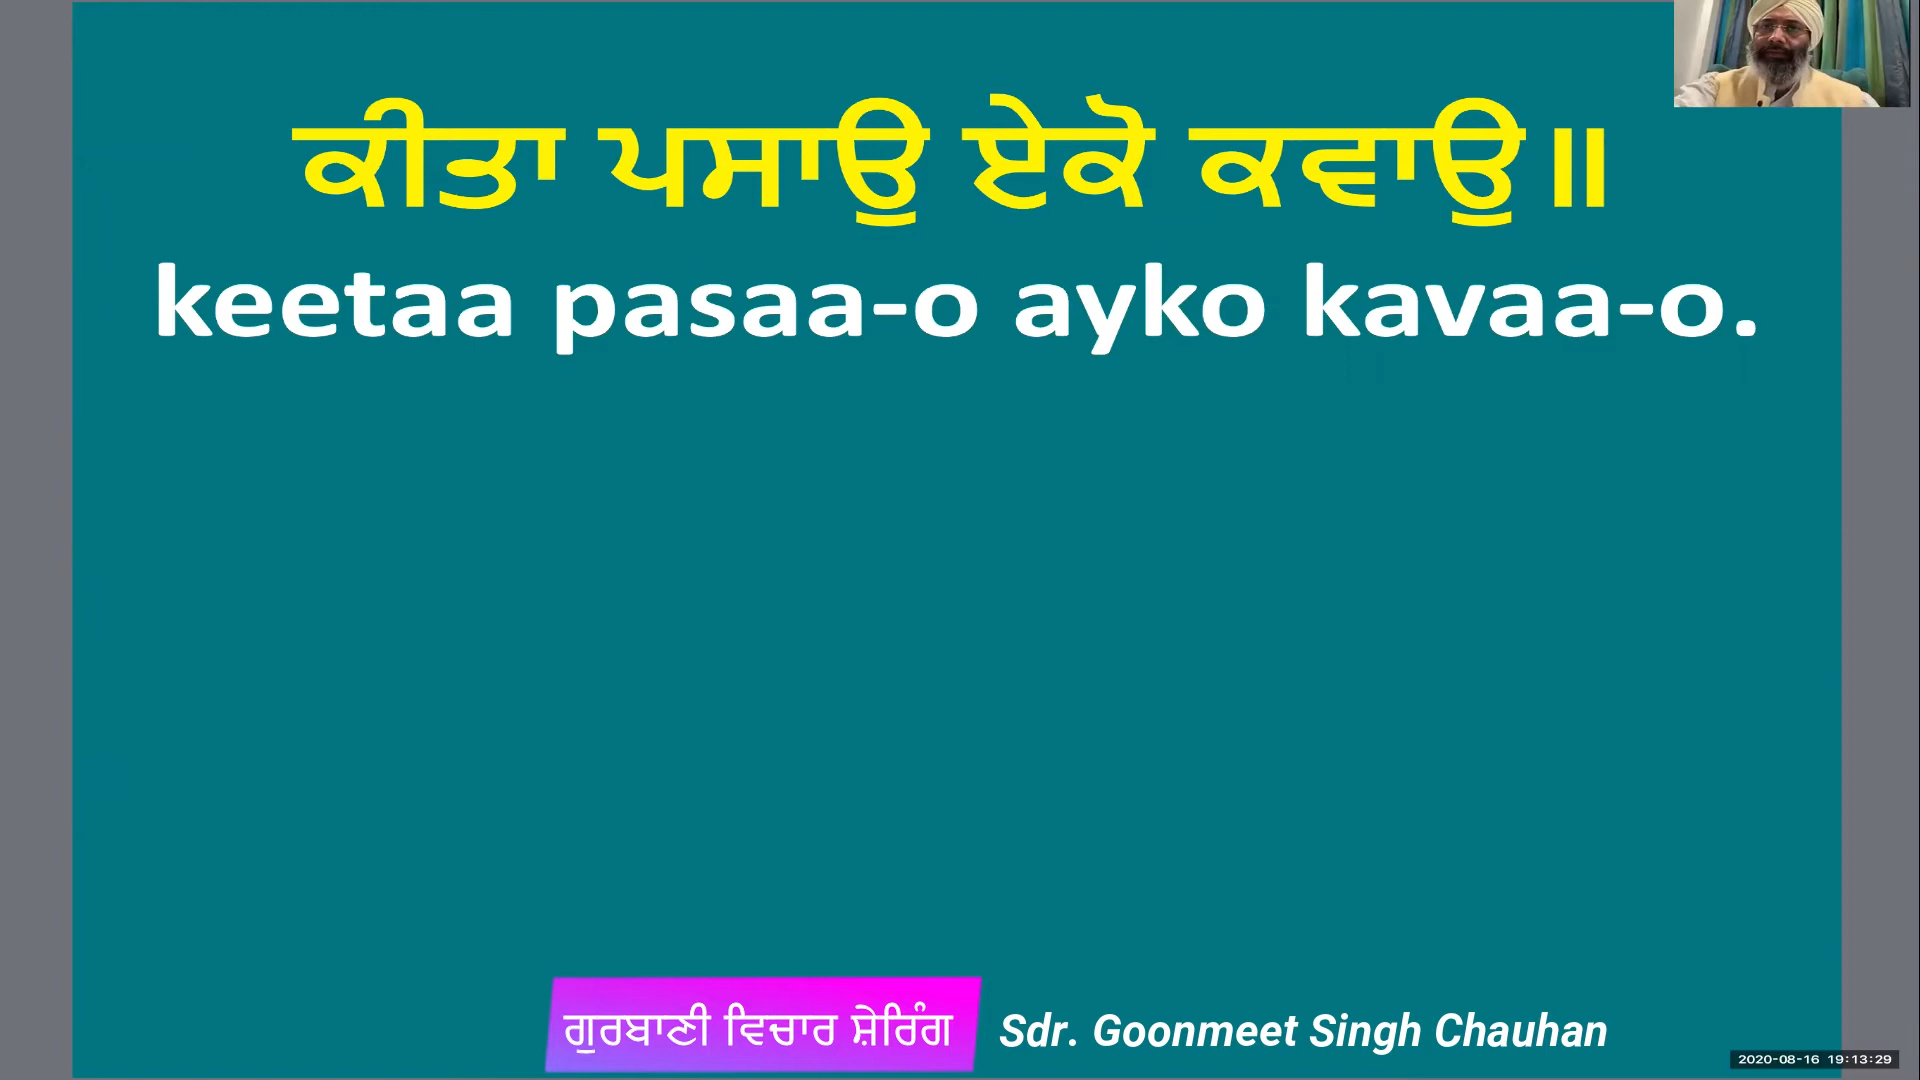 ਕੀਤਾ ਪਸਾਉ ਏਕੋ ਕਵਾਉ॥
keetaa pasaa-o ayko kavaa-o.
ਗੁਰਬਾਣੀ ਵਿਚਾਰ ਸ਼ੇਰਿੰਗ Sdr. Goonmeet Singh Chauhan
2020-08-16 19:13:29